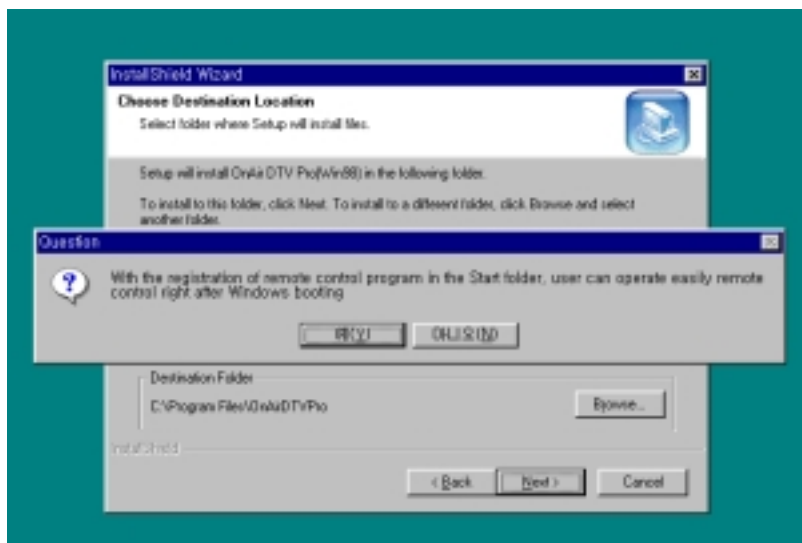 InstallShield Wizard
Choose Destination Location
Select folder where Setup will install files.
Setup will install OnAir DTV Pro(Win98) in the following folder.
To install to this folder, click Next. To install to a different folder, click Browse and select
another folder.
Question
With the registration of remote control program in the Start folder, user can operate easily remote
control right after Windows booting
예(Y) 아니오(N)
Destination Folder
C:\Program Files\OnAirDTVPro
Browse...
InstallShield
< Back Next > Cancel